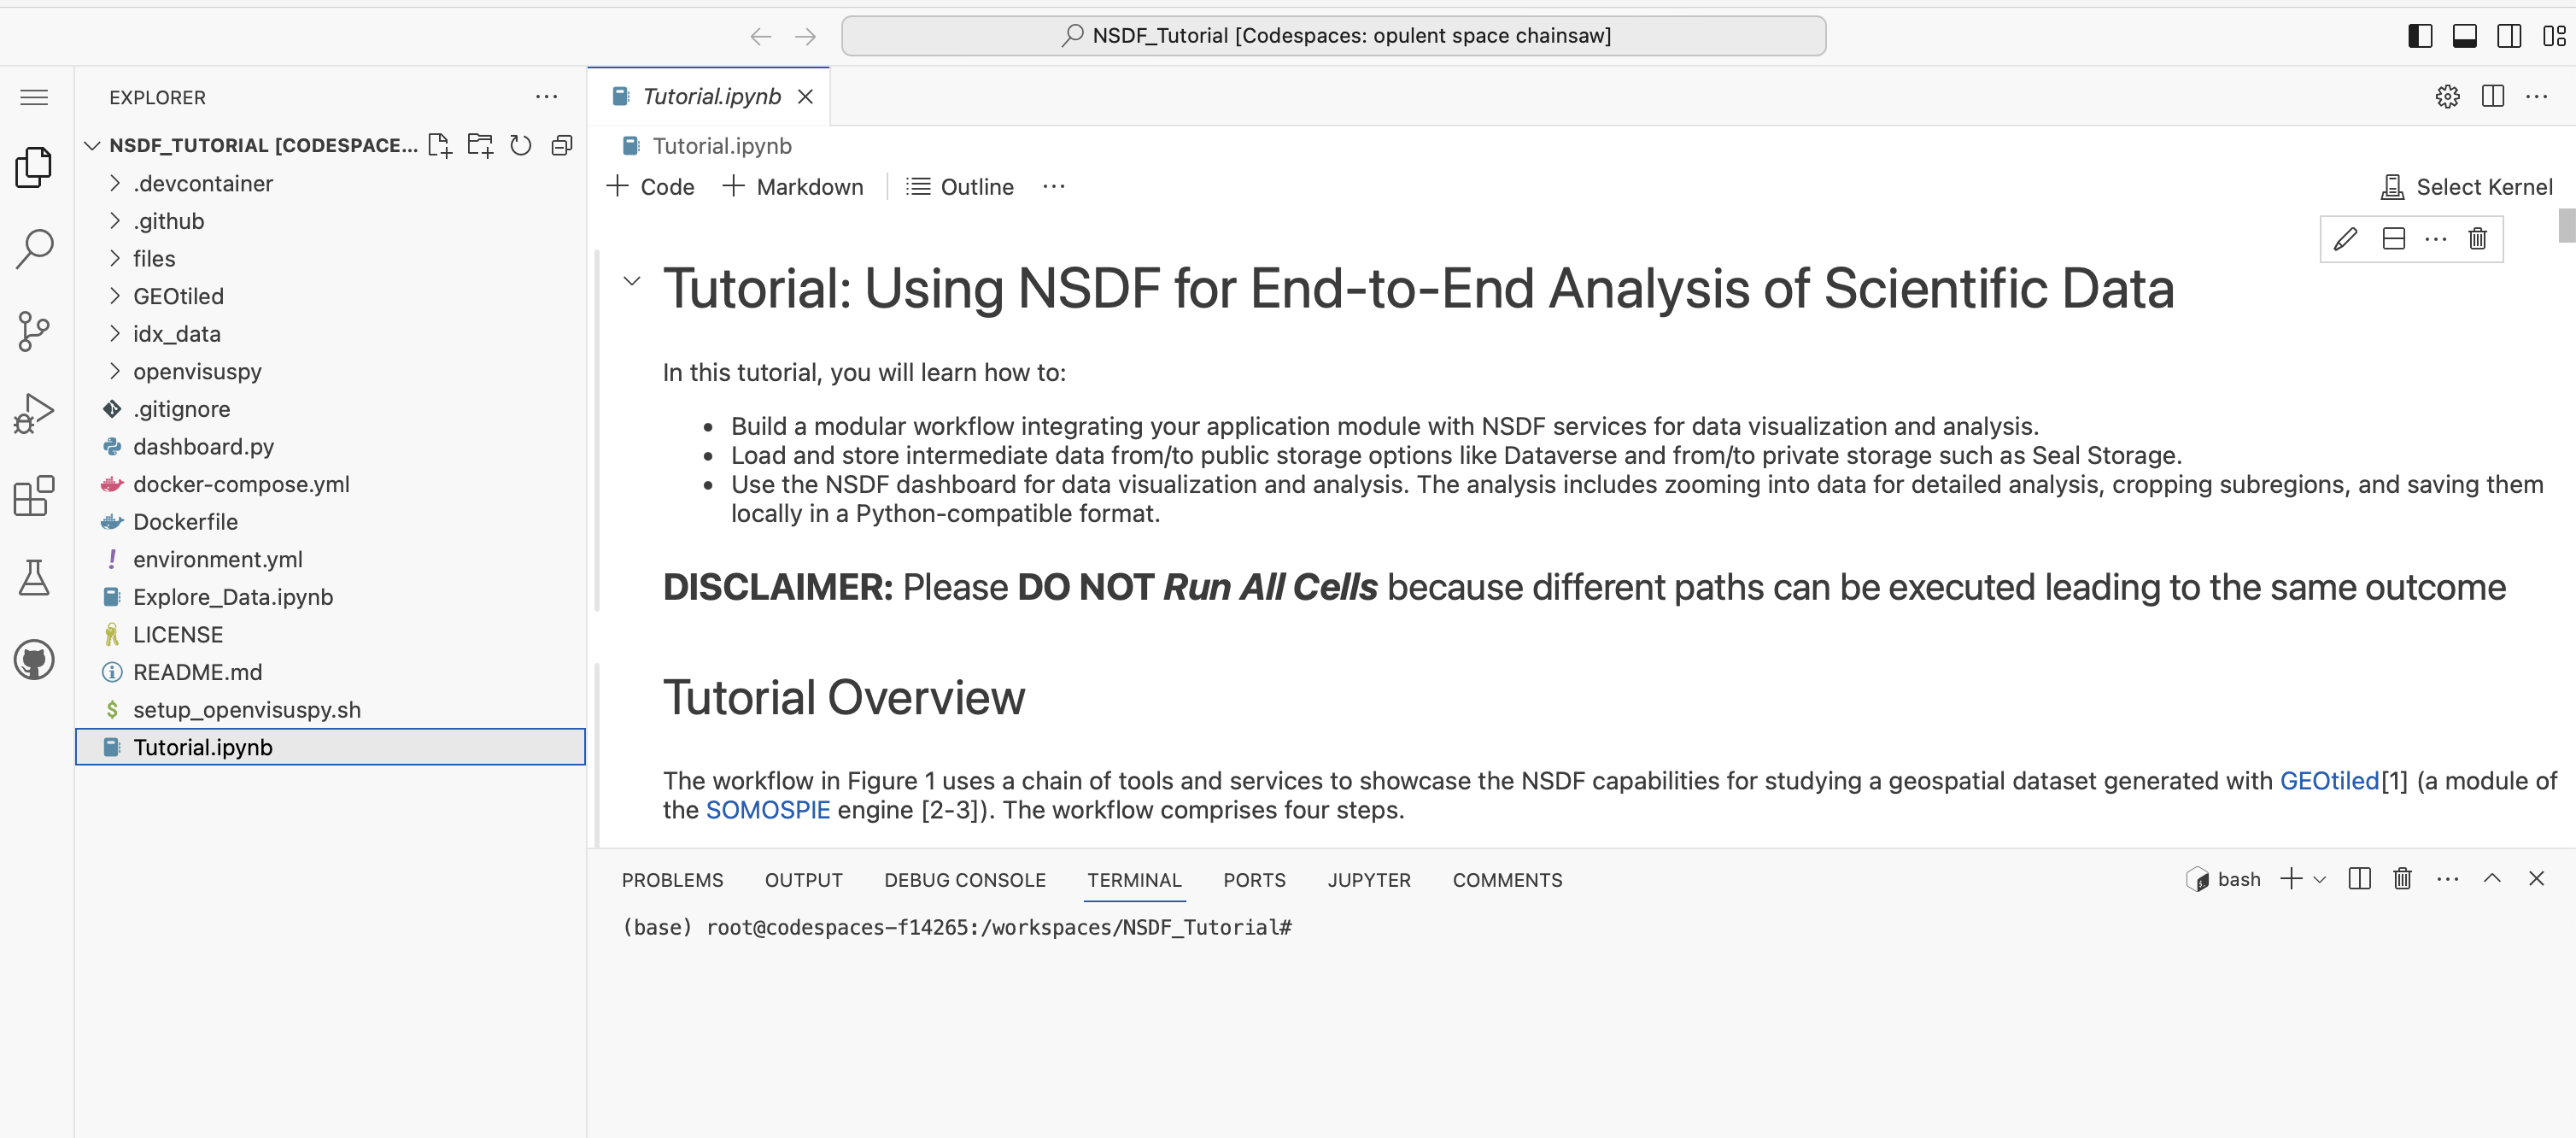 NSDF_Tutorial [Codespaces: opulent space chainsaw]
EXPLORER
NSDF_TUTORIAL [CODESPACE...
.devcontainer
.github
files
GEOtiled
idx_data
openvisuspy
.gitignore
dashboard.py
docker-compose.yml
Dockerfile
environment.yml
Explore_Data.ipynb
LICENSE
README.md
setup_openvisuspy.sh
Tutorial.ipynb
Tutorial.ipynb
Tutorial.ipynb
Code Markdown Outline
Select Kernel
Tutorial: Using NSDF for End-to-End Analysis of Scientific Data
In this tutorial, you will learn how to:
• Build a modular workflow integrating your application module with NSDF services for data visualization and analysis.
• Load and store intermediate data from/to public storage options like Dataverse and from/to private storage such as Seal Storage.
• Use the NSDF dashboard for data visualization and analysis. The analysis includes zooming into data for detailed analysis, cropping subregions, and saving them
locally in a Python-compatible format.
DISCLAIMER: Please DO NOT Run All Cells because different paths can be executed leading to the same outcome
Tutorial Overview
The workflow in Figure 1 uses a chain of tools and services to showcase the NSDF capabilities for studying a geospatial dataset generated with GEOtiled[1] (a module of
the SOMOSPIE engine [2-3]). The workflow comprises four steps.
PROBLEMS OUTPUT DEBUG CONSOLE TERMINAL PORTS JUPYTER COMMENTS
bash
(base) root@codespaces-f14265:/workspaces/NSDF_Tutorial#